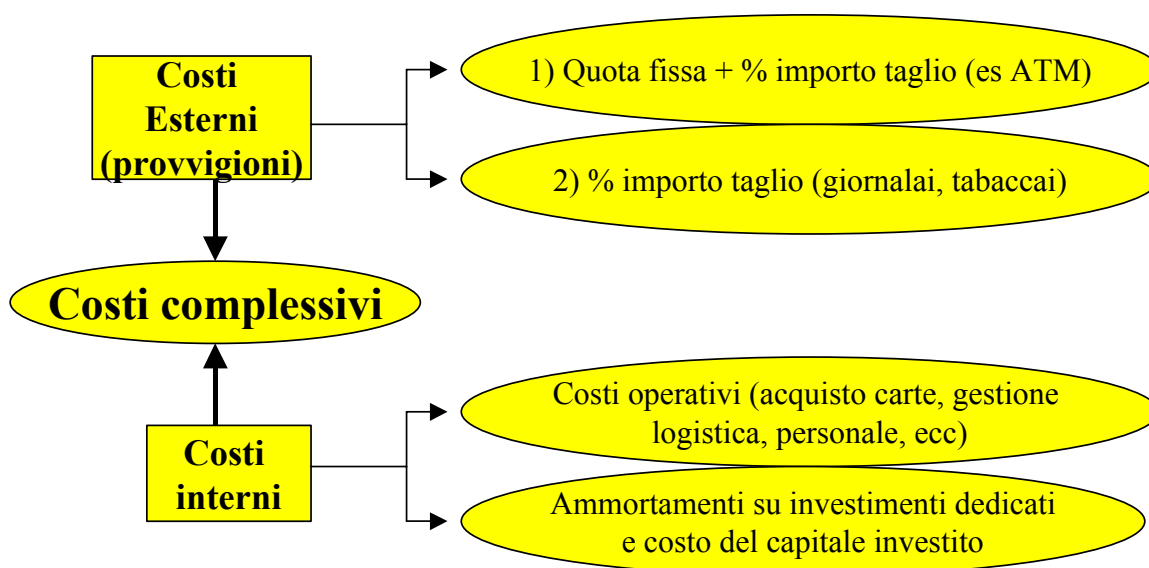 Costi
Esterni
(provvigioni)
1) Quota fissa + % importo taglio (es ATM)
2) % importo taglio (giornalai, tabaccai)
Costi complessivi
Costi
interni
Costi operativi (acquisto carte, gestione
logistica, personale, ecc)
Ammortamenti su investimenti dedicati
e costo del capitale investito